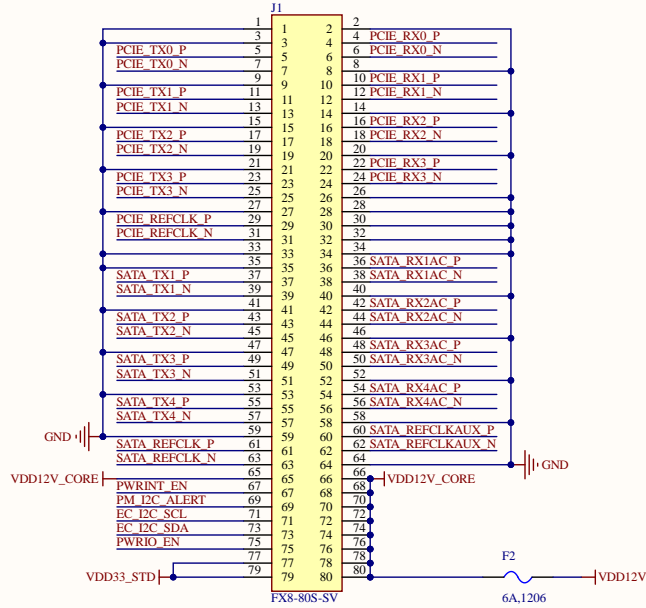 J1
1 1 2 2
3 3 4 4 PCIE_RX0_P
PCIE_TX0_P 5 5 6 6 PCIE_RX0_N
PCIE_TX0_N 7 7 8 8
9 9 10 10 PCIE_RX1_P
PCIE_TX1_P 11 11 12 12 PCIE_RX1_N
PCIE_TX1_N 13 13 14 14
15 15 16 16 PCIE_RX2_P
PCIE_TX2_P 17 17 18 18 PCIE_RX2_N
PCIE_TX2_N 19 19 20 20
21 21 22 22 PCIE_RX3_P
PCIE_TX3_P 23 23 24 24 PCIE_RX3_N
PCIE_TX3_N 25 25 26 26
27 27 28 28
PCIE_REFCLK_P 29 29 30 30
PCIE_REFCLK_N 31 31 32 32
33 33 34 34
35 35 36 36 SATA_RX1AC_P
SATA_TX1_P 37 37 38 38 SATA_RX1AC_N
SATA_TX1_N 39 39 40 40
41 41 42 42 SATA_RX2AC_P
SATA_TX2_P 43 43 44 44 SATA_RX2AC_N
SATA_TX2_N 45 45 46 46
47 47 48 48 SATA_RX3AC_P
SATA_TX3_P 49 49 50 50 SATA_RX3AC_N
SATA_TX3_N 51 51 52 52
53 53 54 54 SATA_RX4AC_P
SATA_TX4_P 55 55 56 56 SATA_RX4AC_N
SATA_TX4_N 57 57 58 58
GND 59 59 60 60 SATA_REFCLKAUX_P
SATA_REFCLK_P 61 61 62 62 SATA_REFCLKAUX_N
SATA_REFCLK_N 63 63 64 64 GND
VDD12V_CORE 65 65 66 66 VDD12V_CORE
PWRINT_EN 67 67 68 68
PM_I2C_ALERT 69 69 70 70
EC_I2C_SCL 71 71 72 72
EC_I2C_SDA 73 73 74 74
PWRIO_EN 75 75 76 76
77 77 78 78 F2
VDD33_STD 79 79 80 80 VDD12V
FX8-80S-SV 6A,1206